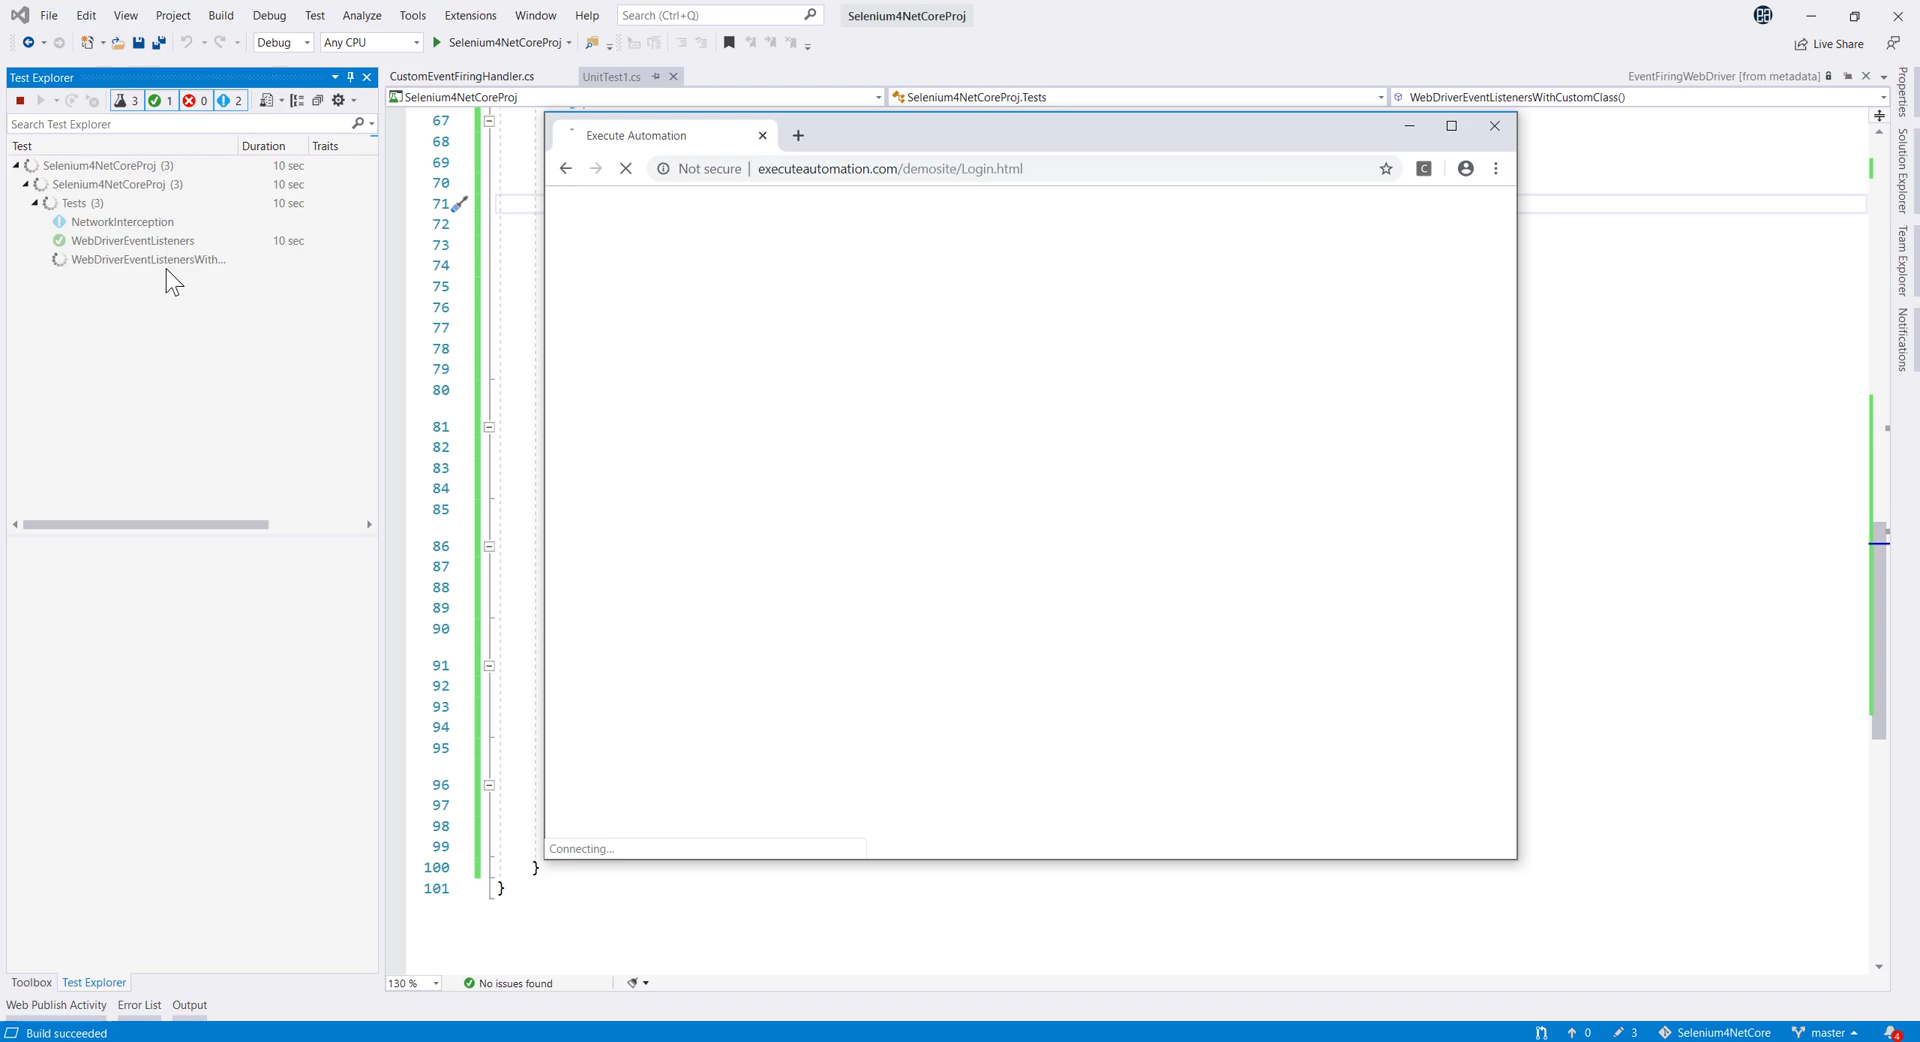 File Edit View Project Build Debug Test Analyze Tools Extensions Window Help Search (Ctrl+Q) Selenium4NetCoreProj
Debug Any CPU Selenium4NetCoreProj Live Share
Test Explorer
CustomEventFiringHandler.cs UnitTest1.cs EventFiringWebDriver [from metadata]
Selenium4NetCoreProj Selenium4NetCoreProj.Tests WebDriverEventListenersWithCustomClass()
3 1 0 2
Search Test Explorer
Test Duration Traits
Selenium4NetCoreProj (3) 10 sec
Selenium4NetCoreProj (3) 10 sec
Tests (3) 10 sec
NetworkInterception
WebDriverEventListeners 10 sec
WebDriverEventListenersWith...
67
68
69
70
71
72
73
74
75
76
77
78
79
80
81
82
83
84
85
86
87
88
89
90
91
92
93
94
95
96
97
98
99
100 }
101 }
Execute Automation
Not secure | executeautomation.com/demosite/Login.html
C
Connecting...
Properties
Solution Explorer
Team Explorer
Notifications
130 % No issues found
Toolbox Test Explorer
Web Publish Activity Error List Output
Build succeeded 0 3 Selenium4NetCore master 4